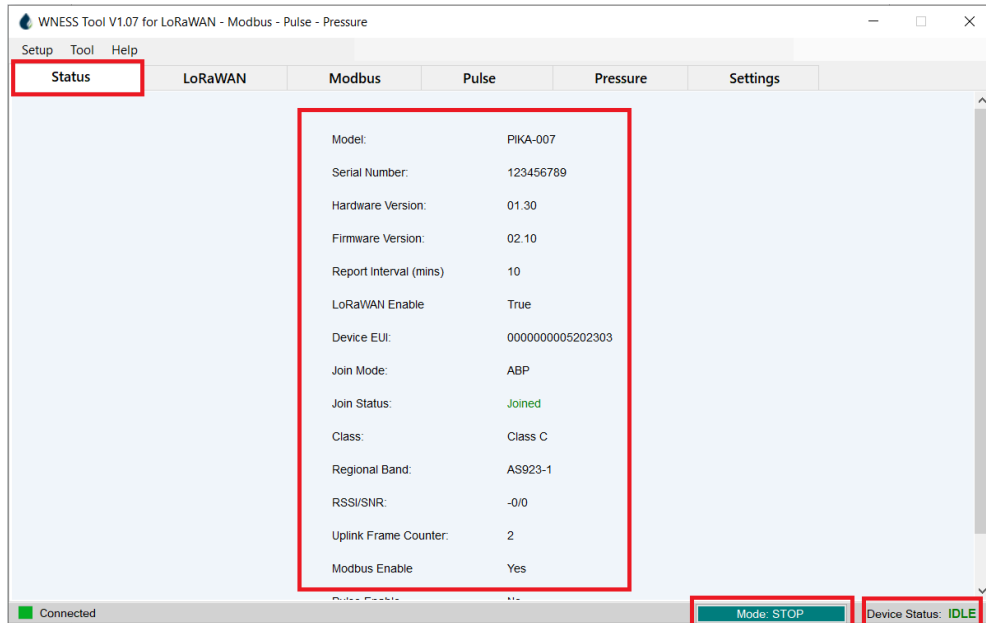 WNESS Tool V1.07 for LoRaWAN - Modbus - Pulse - Pressure
Setup Tool Help
Status LoRaWAN Modbus Pulse Pressure Settings
Model: PIKA-007
Serial Number: 123456789
Hardware Version: 01.30
Firmware Version: 02.10
Report Interval (mins) 10
LoRaWAN Enable True
Device EUI: 0000000005202303
Join Mode: ABP
Join Status: Joined
Class: Class C
Regional Band: AS923-1
RSSI/SNR: -0/0
Uplink Frame Counter: 2
Modbus Enable Yes
Pulse Enable No
Connected Mode: STOP Device Status: IDLE